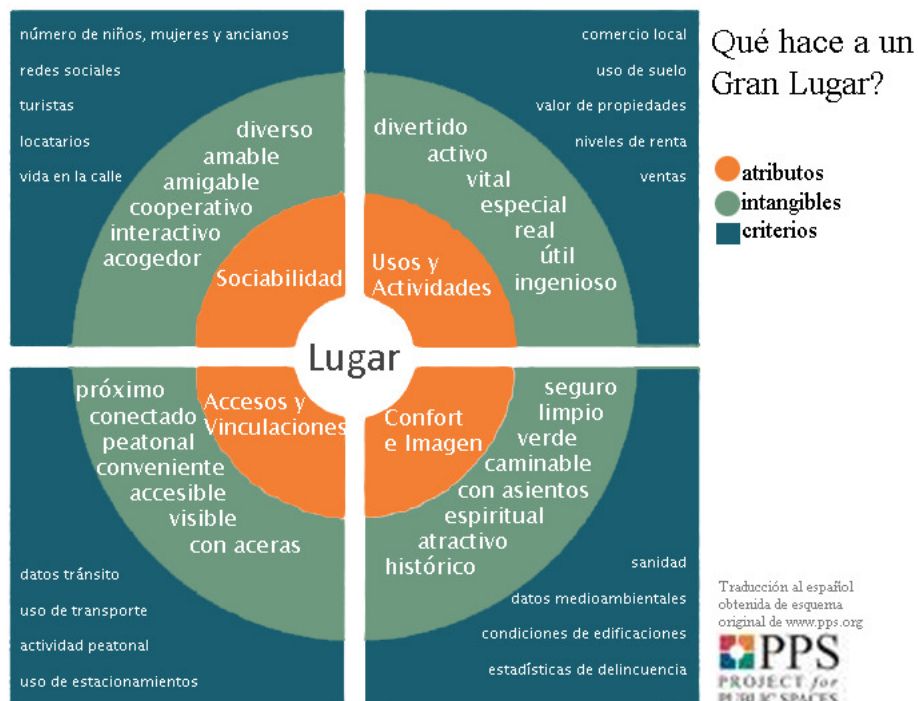 Qué hace a un
Gran Lugar?
atributos
intangibles
criterios
número de niños, mujeres y ancianos
redes sociales
turistas
locatarios
vida en la calle
diverso
amable
amigable
cooperativo
interactivo
acogedor
Sociabilidad
comercio local
uso de suelo
valor de propiedades
niveles de renta
ventas
divertido
activo
vital
especial
real
útil
ingenioso
Usos y
Actividades
Lugar
próximo
conectado
peatonal
conveniente
accesible
visible
con aceras
Accesos y
Vinculaciones
datos tránsito
uso de transporte
actividad peatonal
uso de estacionamientos
Confort
e Imagen
seguro
limpio
verde
caminable
con asientos
espiritual
atractivo
histórico
sanidad
datos medioambientales
condiciones de edificaciones
estadísticas de delincuencia
Traducción al español
obtenida de esquema
original de www.pps.org
PPS
PROJECT for
PUBLIC SPACES